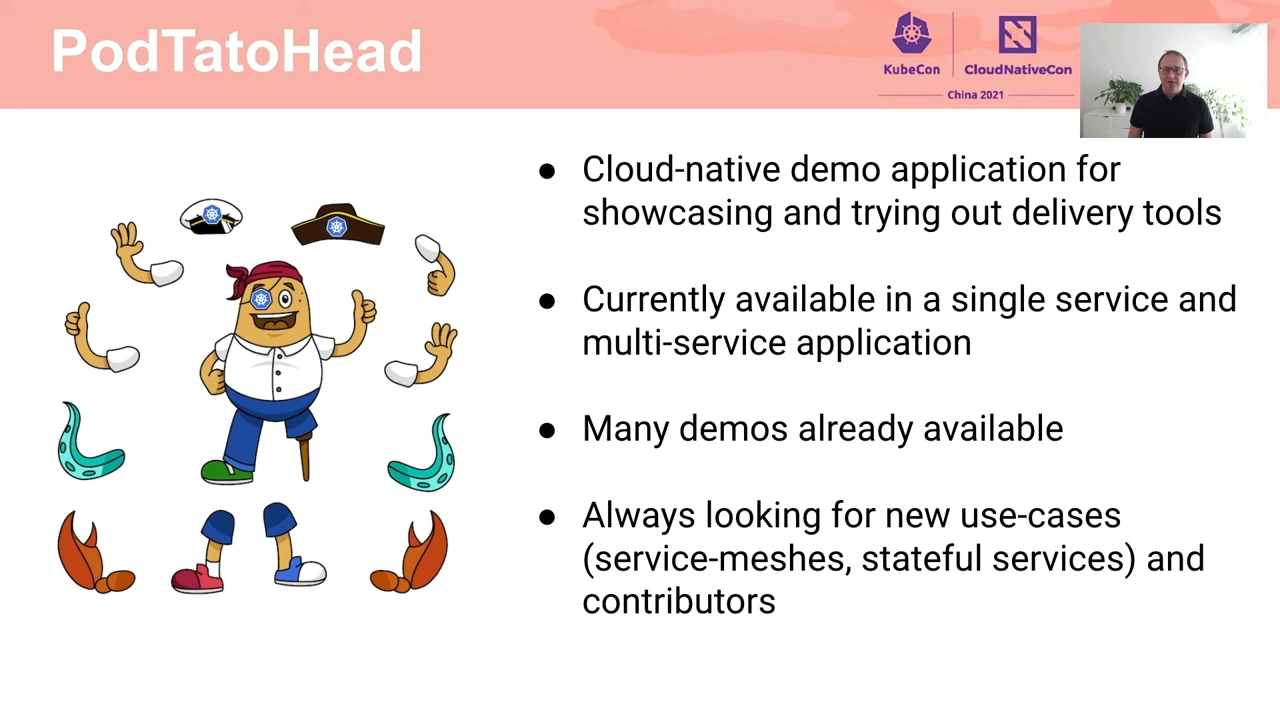 PodTatoHead
KubeCon
CloudNativeCon
China 2021
● Cloud-native demo application for
showcasing and trying out delivery tools
● Currently available in a single service and
multi-service application
● Many demos already available
● Always looking for new use-cases
(service-meshes, stateful services) and
contributors